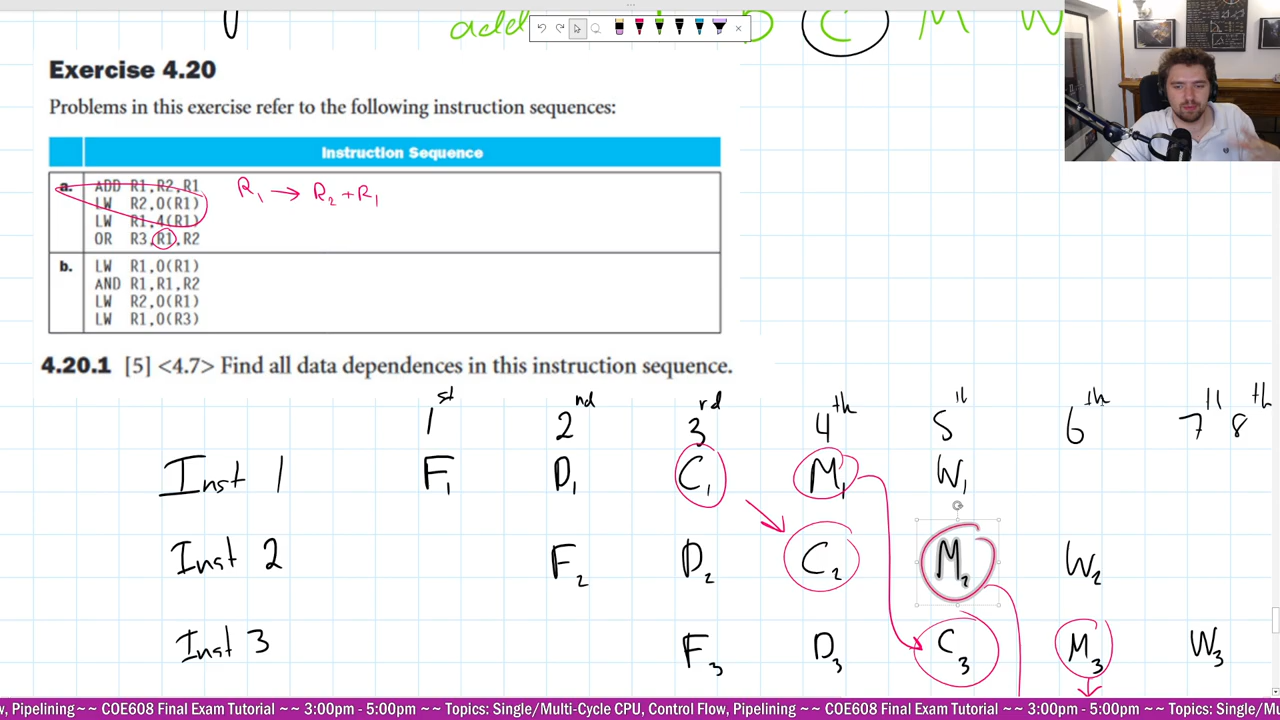 add D C M W
Exercise 4.20
Problems in this exercise refer to the following instruction sequences:
Instruction Sequence
a. ADD R1,R2,R1
LW R2,0(R1)
LW R1,4(R1)
OR R3,R1,R2
R1 → R2 + R1
b. LW R1,0(R1)
AND R1,R1,R2
LW R2,0(R1)
LW R1,0(R3)
4.20.1 [5] <4.7> Find all data dependences in this instruction sequence.
1st 2nd 3rd 4th 5th 6th 7th 8th
Inst 1 F1 D1 C1 M1 W1
Inst 2 F2 D2 C2 M2 W2
Inst 3 F3 D3 C3 M3 W3
w, Pipelining ~~ COE608 Final Exam Tutorial ~~ 3:00pm - 5:00pm ~~ Topics: Single/Multi-Cycle CPU, Control Flow, Pipelining ~~ COE608 Final Exam Tutorial ~~ 3:00pm - 5:00pm ~~ Topics: Single/Mu